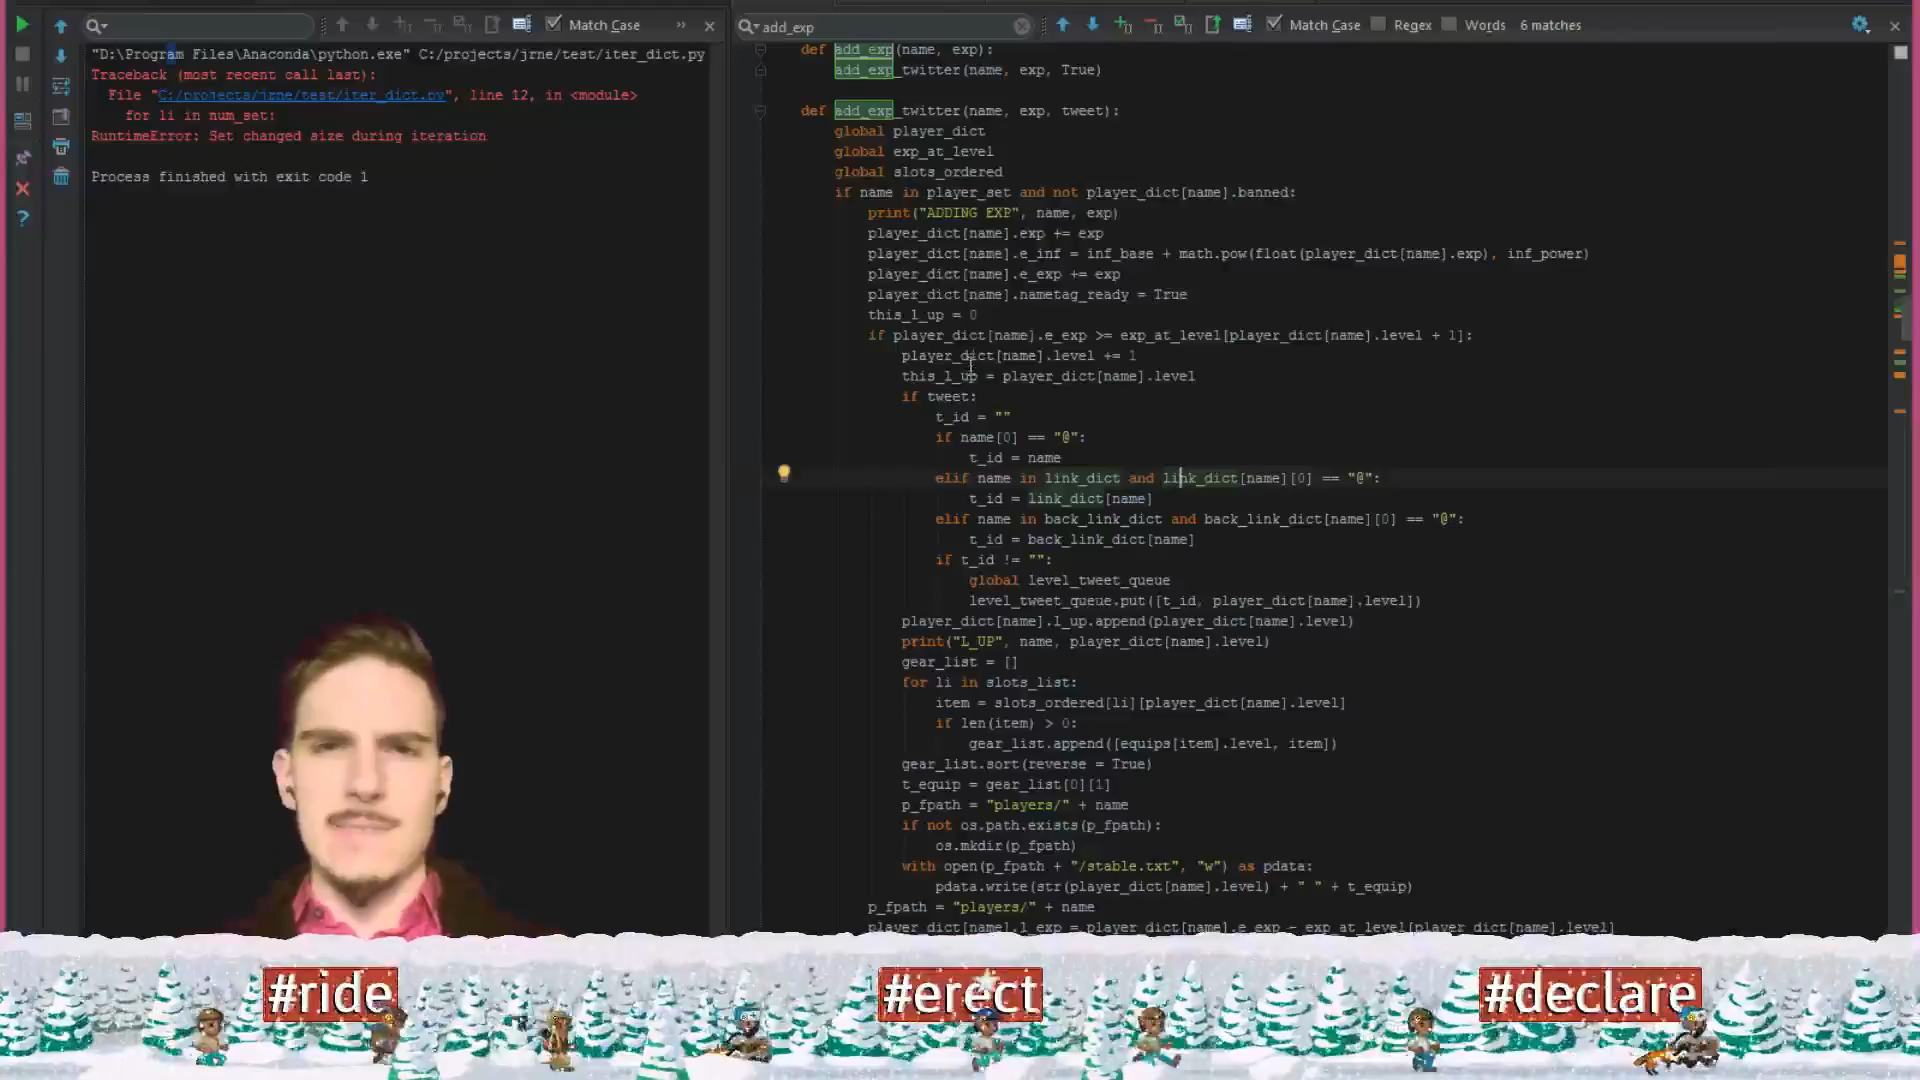 Match Case
"D:\Program Files\Anaconda\python.exe" C:/projects/jrne/test/iter_dict.py
Traceback (most recent call last):
File "C:/projects/jrne/test/iter_dict.py", line 12, in <module>
for li in num_set:
RuntimeError: Set changed size during iteration
Process finished with exit code 1
add_exp
Match Case
Regex
Words
6 matches
def add_exp(name, exp):
add_exp_twitter(name, exp, True)
def add_exp_twitter(name, exp, tweet):
global player_dict
global exp_at_level
global slots_ordered
if name in player_set and not player_dict[name].banned:
print("ADDING EXP", name, exp)
player_dict[name].exp += exp
player_dict[name].e_inf = inf_base + math.pow(float(player_dict[name].exp), inf_power)
player_dict[name].e_exp += exp
player_dict[name].nametag_ready = True
this_l_up = 0
if player_dict[name].e_exp >= exp_at_level[player_dict[name].level + 1]:
player_dict[name].level += 1
this_l_up = player_dict[name].level
if tweet:
t_id = ""
if name[0] == "@":
t_id = name
elif name in link_dict and link_dict[name][0] == "@":
t_id = link_dict[name]
elif name in back_link_dict and back_link_dict[name][0] == "@":
t_id = back_link_dict[name]
if t_id != "":
global level_tweet_queue
level_tweet_queue.put([t_id, player_dict[name].level])
player_dict[name].l_up.append(player_dict[name].level)
print("L_UP", name, player_dict[name].level)
gear_list = []
for li in slots_list:
item = slots_ordered[li][player_dict[name].level]
if len(item) > 0:
gear_list.append([equips[item].level, item])
gear_list.sort(reverse = True)
t_equip = gear_list[0][1]
p_fpath = "players/" + name
if not os.path.exists(p_fpath):
os.mkdir(p_fpath)
with open(p_fpath + "/stable.txt", "w") as pdata:
pdata.write(str(player_dict[name].level) + " " + t_equip)
p_fpath = "players/" + name
player_dict[name].l_exp = player_dict[name].e_exp - exp_at_level[player_dict[name].level]
#ride
#erect
#declare